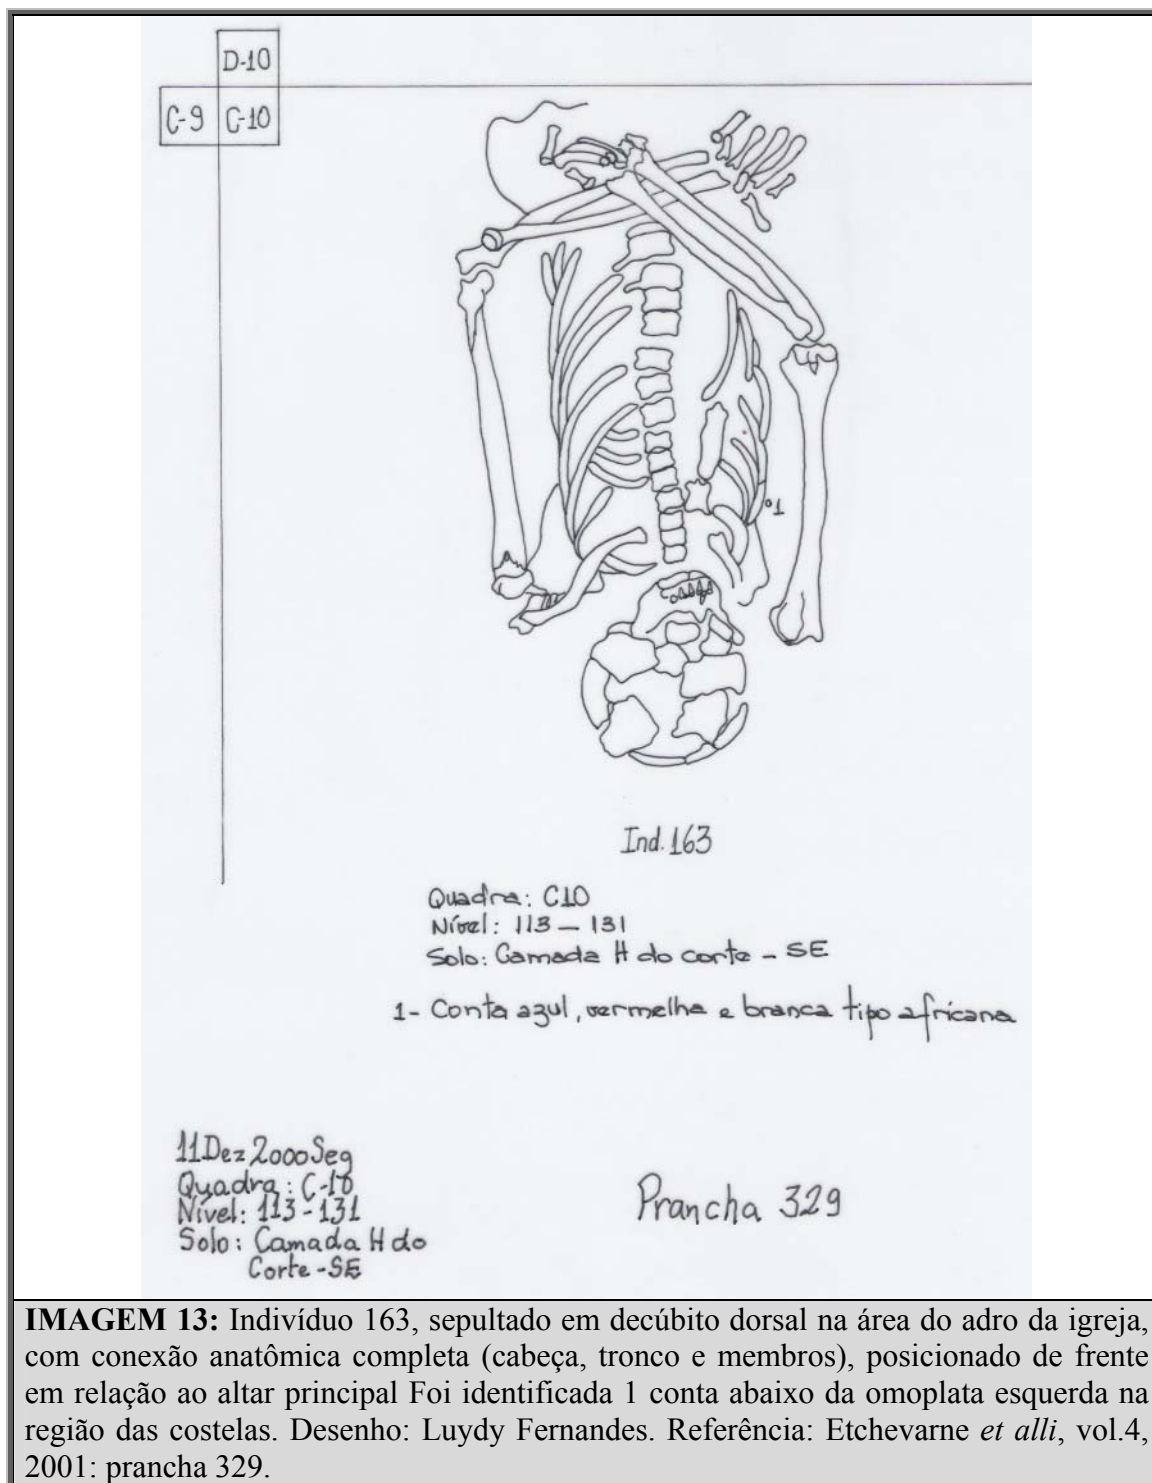 D-10
C-9 C-10
1
Ind. 163
Quadra: C10
Nível: 113 – 131
Solo: Camada H do corte – SE
1- Conta azul, vermelha e branca tipo africana
11 Dez 2000 Seg
Quadra: C-10
Nível: 113 - 131
Solo: Camada H do
Corte - SE
Prancha 329
IMAGEM 13: Indivíduo 163, sepultado em decúbito dorsal na área do adro da igreja,
com conexão anatômica completa (cabeça, tronco e membros), posicionado de frente
em relação ao altar principal Foi identificada 1 conta abaixo da omoplata esquerda na
região das costelas. Desenho: Luydy Fernandes. Referência: Etchevarne et alli, vol.4,
2001: prancha 329.